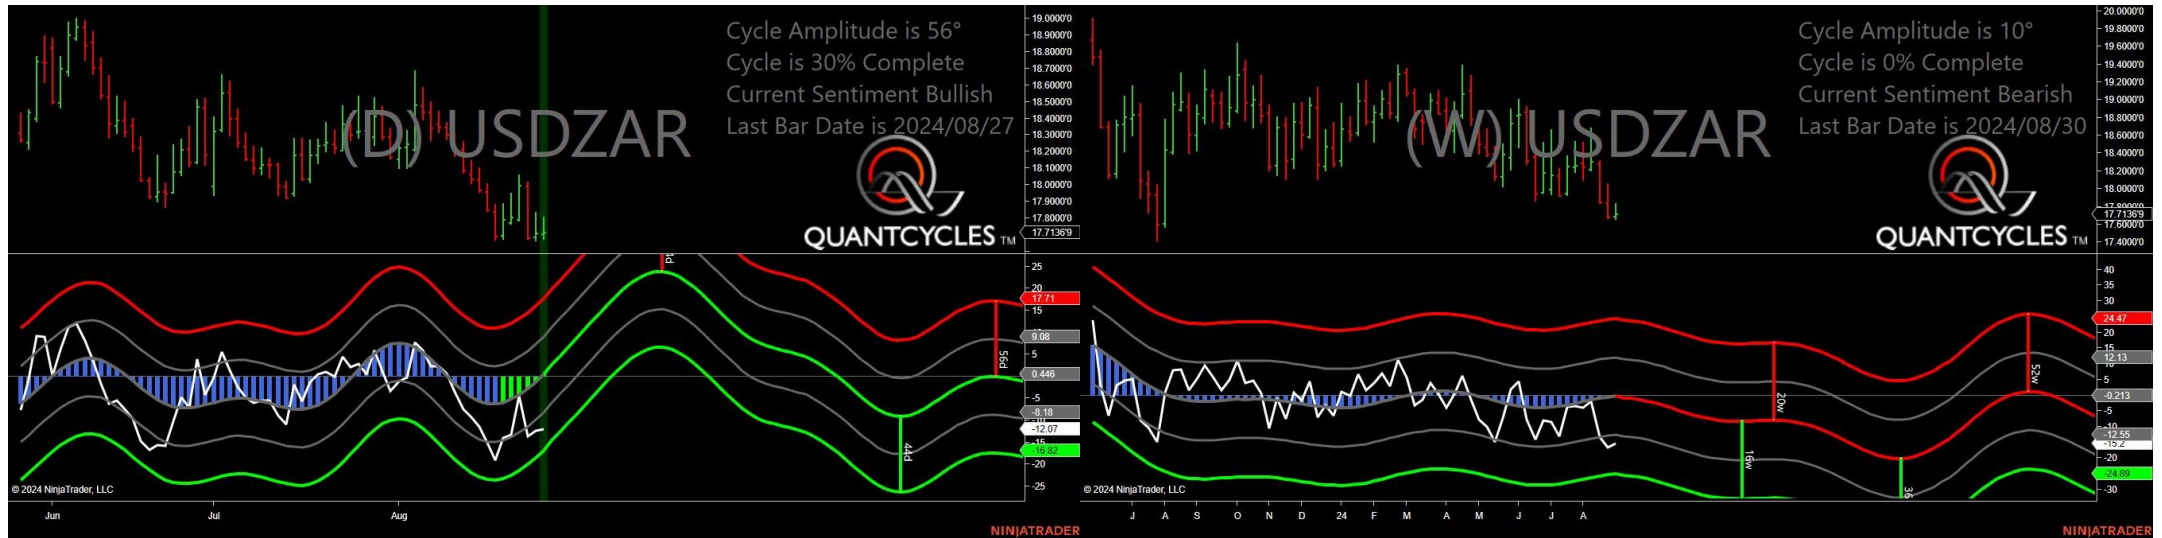 (D) USDZAR
Cycle Amplitude is 56°
Cycle is 30% Complete
Current Sentiment Bullish
Last Bar Date is 2024/08/27
QUANTCYCLES TM
19.0000'0
18.9000'0
18.8000'0
18.7000'0
18.6000'0
18.5000'0
18.4000'0
18.3000'0
18.2000'0
18.1000'0
18.0000'0
17.9000'0
17.8000'0
17.7136'9
25
20
17.71
15
9.08
5
0.446
-5
-8.18
-12.07
-15
-16.82
-20
-25
56d
44d
© 2024 NinjaTrader, LLC
Jun Jul Aug
NINJATRADER
(W) USDZAR
Cycle Amplitude is 10°
Cycle is 0% Complete
Current Sentiment Bearish
Last Bar Date is 2024/08/30
QUANTCYCLES TM
20.0000'0
19.8000'0
19.6000'0
19.4000'0
19.2000'0
19.0000'0
18.8000'0
18.6000'0
18.4000'0
18.2000'0
18.0000'0
17.7136'9
17.6000'0
17.4000'0
40
35
30
24.47
20
15
12.13
5
-0.213
-5
-12.55
-15.2
-20
-24.89
-30
20w
16w
52w
36
© 2024 NinjaTrader, LLC
J A S O N D 24 F M A M J J A
NINJATRADER